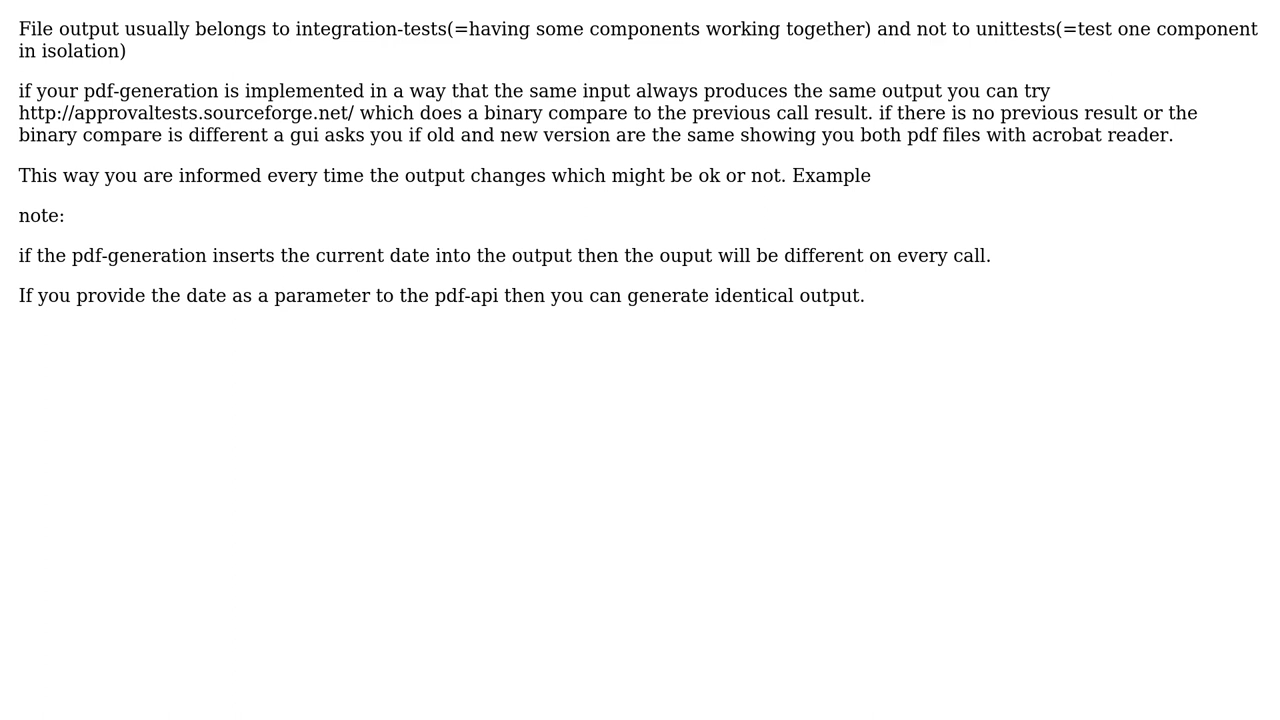 File output usually belongs to integration-tests(=having some components working together) and not to unittests(=test one component
in isolation)
if your pdf-generation is implemented in a way that the same input always produces the same output you can try
http://approvaltests.sourceforge.net/ which does a binary compare to the previous call result. if there is no previous result or the
binary compare is different a gui asks you if old and new version are the same showing you both pdf files with acrobat reader.
This way you are informed every time the output changes which might be ok or not. Example
note:
if the pdf-generation inserts the current date into the output then the ouput will be different on every call.
If you provide the date as a parameter to the pdf-api then you can generate identical output.